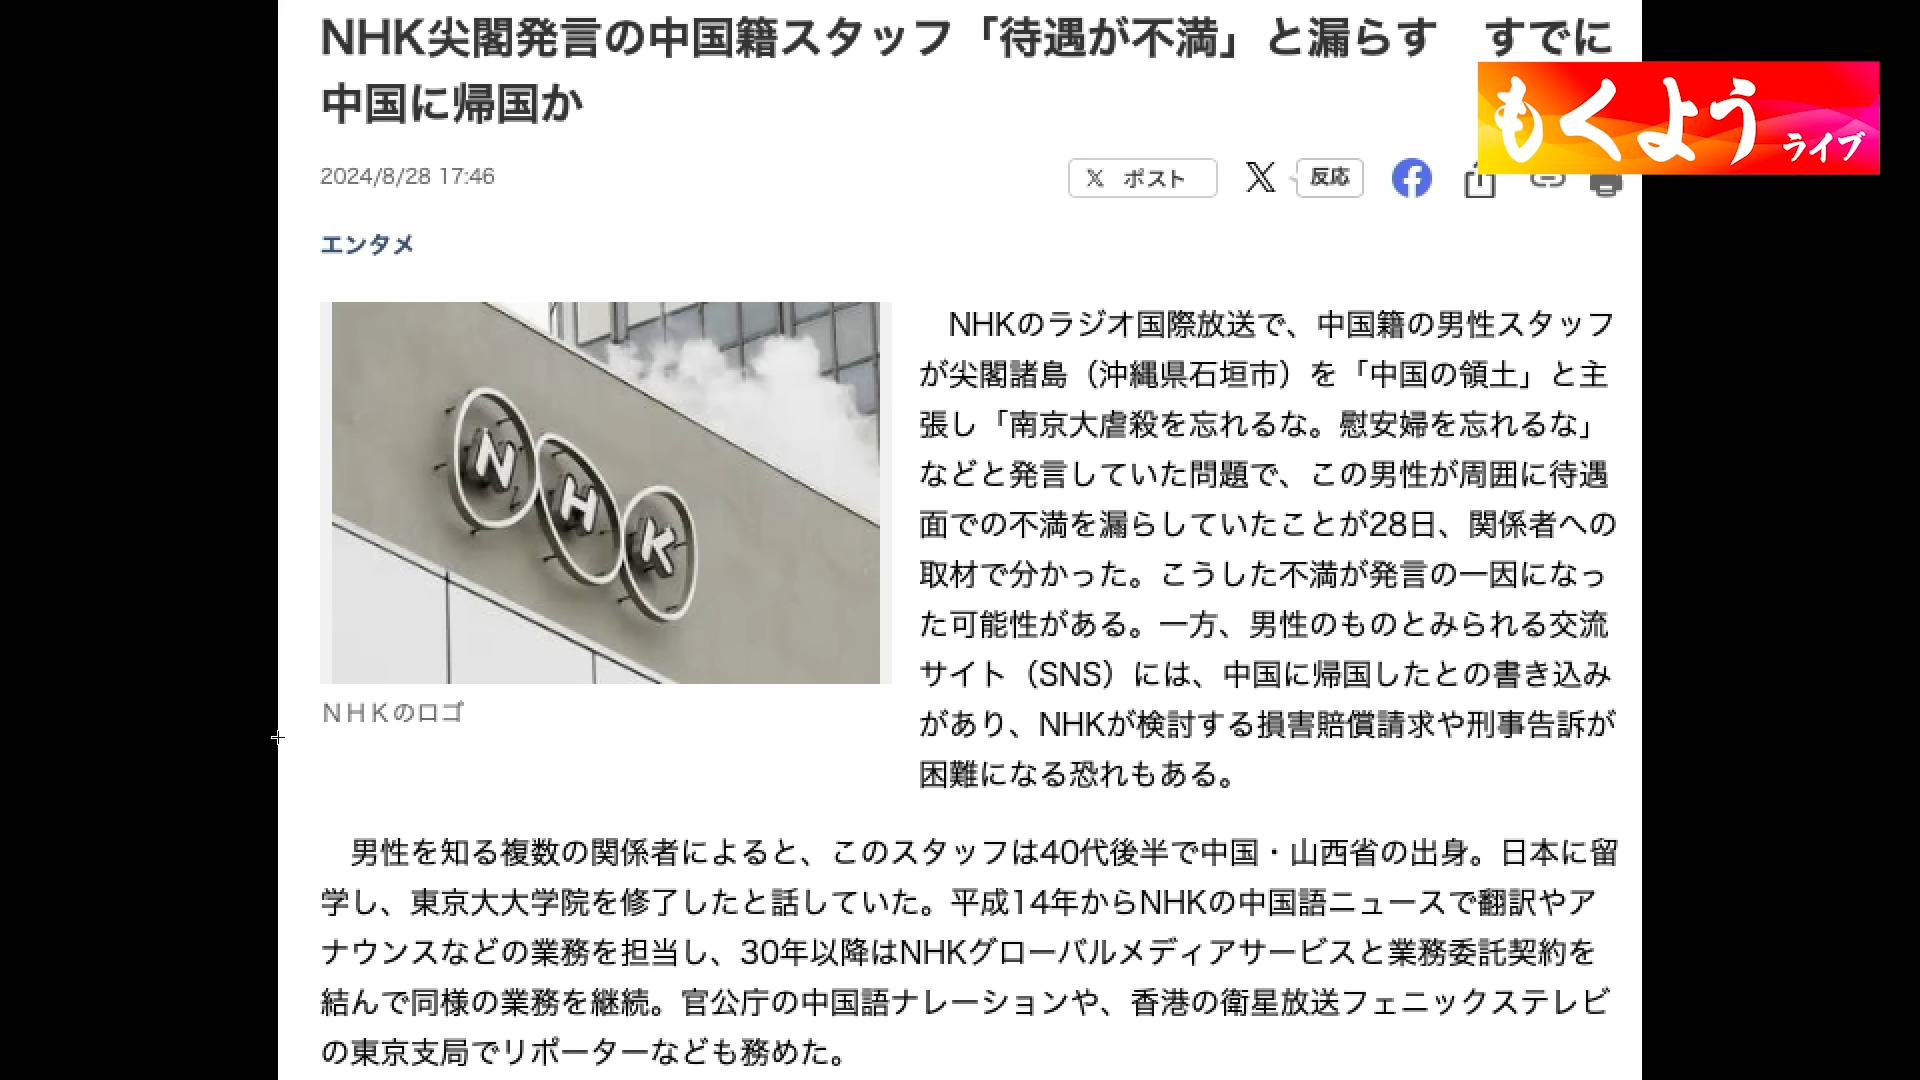 NHK尖閣発言の中国籍スタッフ「待遇が不満」と漏らす　すでに
中国に帰国か
もくよう ライブ
2024/8/28 17:46
X ポスト
X 反応
エンタメ
NHK
NHKのラジオ国際放送で、中国籍の男性スタッフ
が尖閣諸島（沖縄県石垣市）を「中国の領土」と主
張し「南京大虐殺を忘れるな。慰安婦を忘れるな」
などと発言していた問題で、この男性が周囲に待遇
面での不満を漏らしていたことが28日、関係者への
取材で分かった。こうした不満が発言の一因になっ
た可能性がある。一方、男性のものとみられる交流
サイト（SNS）には、中国に帰国したとの書き込み
があり、NHKが検討する損害賠償請求や刑事告訴が
困難になる恐れもある。
ＮＨＫのロゴ
男性を知る複数の関係者によると、このスタッフは40代後半で中国・山西省の出身。日本に留
学し、東京大大学院を修了したと話していた。平成14年からNHKの中国語ニュースで翻訳やア
ナウンスなどの業務を担当し、30年以降はNHKグローバルメディアサービスと業務委託契約を
結んで同様の業務を継続。官公庁の中国語ナレーションや、香港の衛星放送フェニックステレビ
の東京支局でリポーターなども務めた。